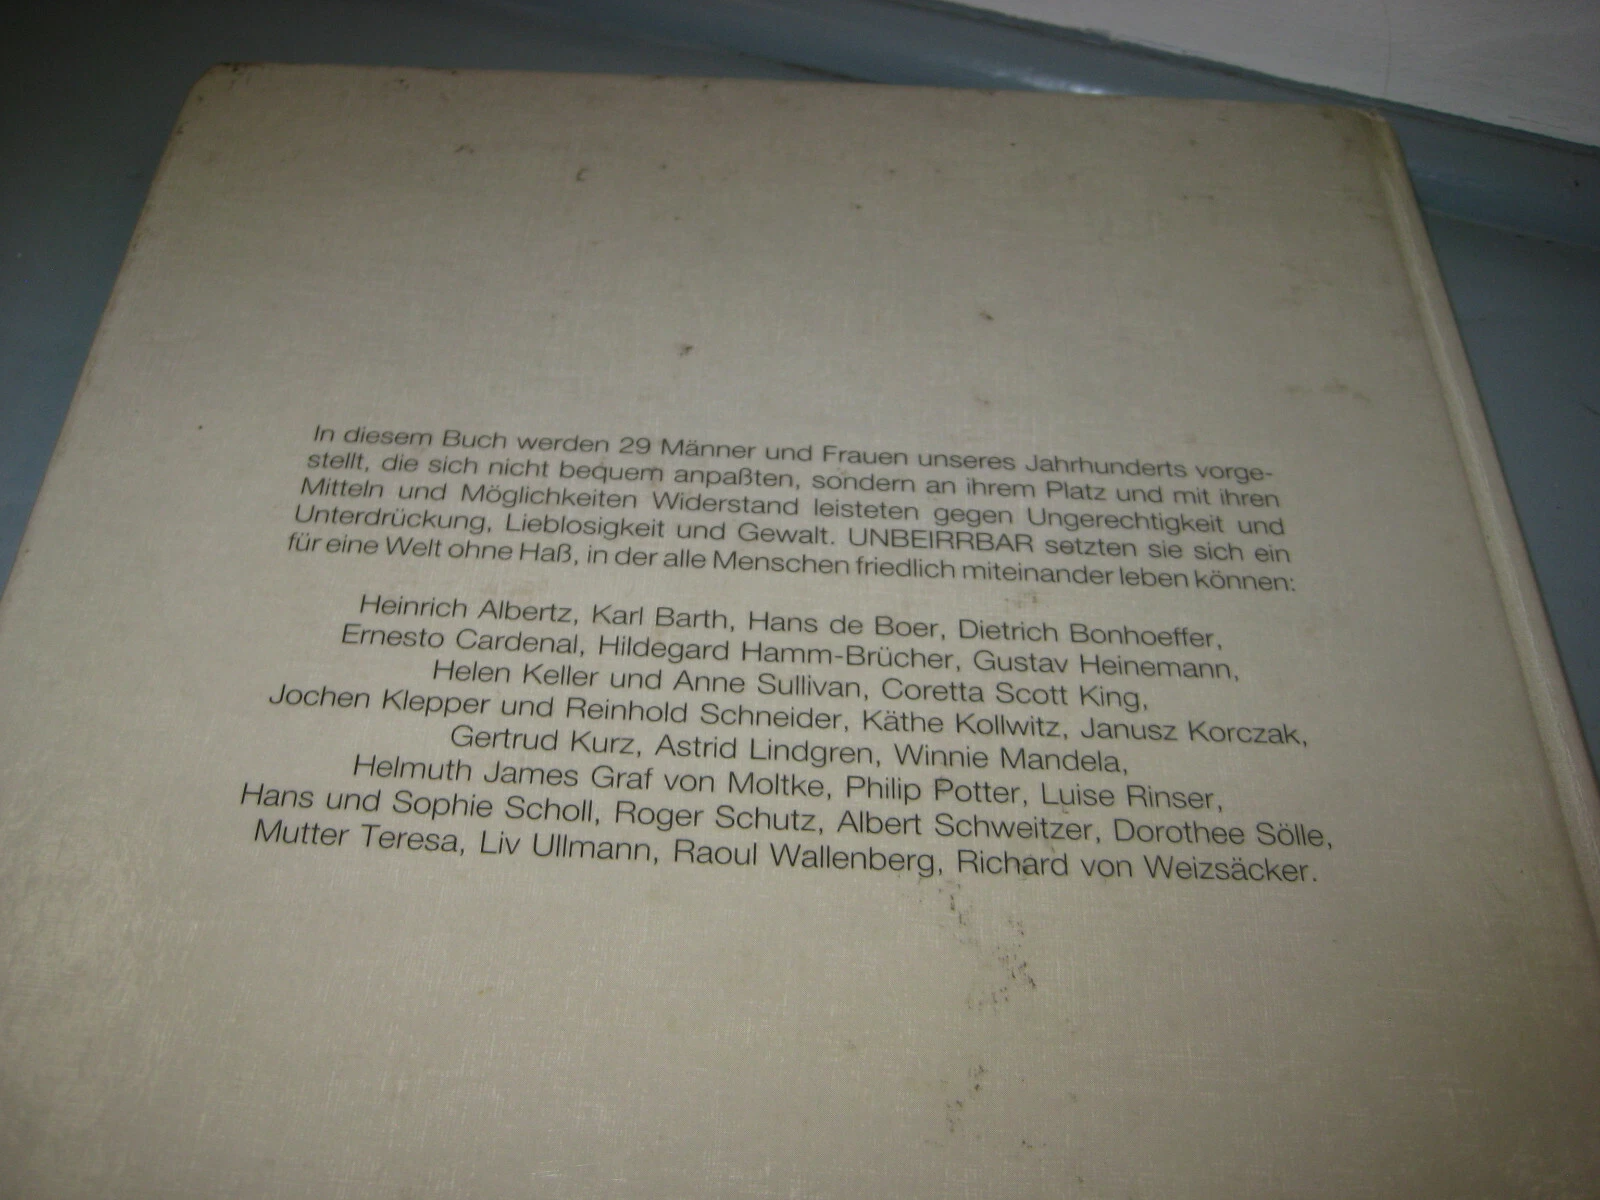 In diesem Buch werden 29 Männer und Frauen unseres Jahrhunderts vorge-
stellt, die sich nicht bequem anpaßten, sondern an ihrem Platz und mit ihren
Mitteln und Möglichkeiten Widerstand leisteten gegen Ungerechtigkeit und
Unterdrückung, Lieblosigkeit und Gewalt. UNBEIRRBAR setzten sie sich ein
für eine Welt ohne Haß, in der alle Menschen friedlich miteinander leben können:
Heinrich Albertz, Karl Barth, Hans de Boer, Dietrich Bonhoeffer,
Ernesto Cardenal, Hildegard Hamm-Brücher, Gustav Heinemann,
Helen Keller und Anne Sullivan, Coretta Scott King,
Jochen Klepper und Reinhold Schneider, Käthe Kollwitz, Janusz Korczak,
Gertrud Kurz, Astrid Lindgren, Winnie Mandela,
Helmuth James Graf von Moltke, Philip Potter, Luise Rinser,
Hans und Sophie Scholl, Roger Schutz, Albert Schweitzer, Dorothee Sölle,
Mutter Teresa, Liv Ullmann, Raoul Wallenberg, Richard von Weizsäcker.